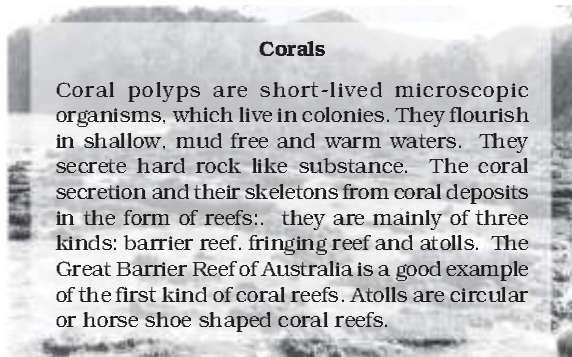 Corals
Coral polyps are short-lived microscopic
organisms, which live in colonies. They flourish
in shallow, mud free and warm waters. They
secrete hard rock like substance. The coral
secretion and their skeletons from coral deposits
in the form of reefs:. they are mainly of three
kinds: barrier reef. fringing reef and atolls. The
Great Barrier Reef of Australia is a good example
of the first kind of coral reefs. Atolls are circular
or horse shoe shaped coral reefs.